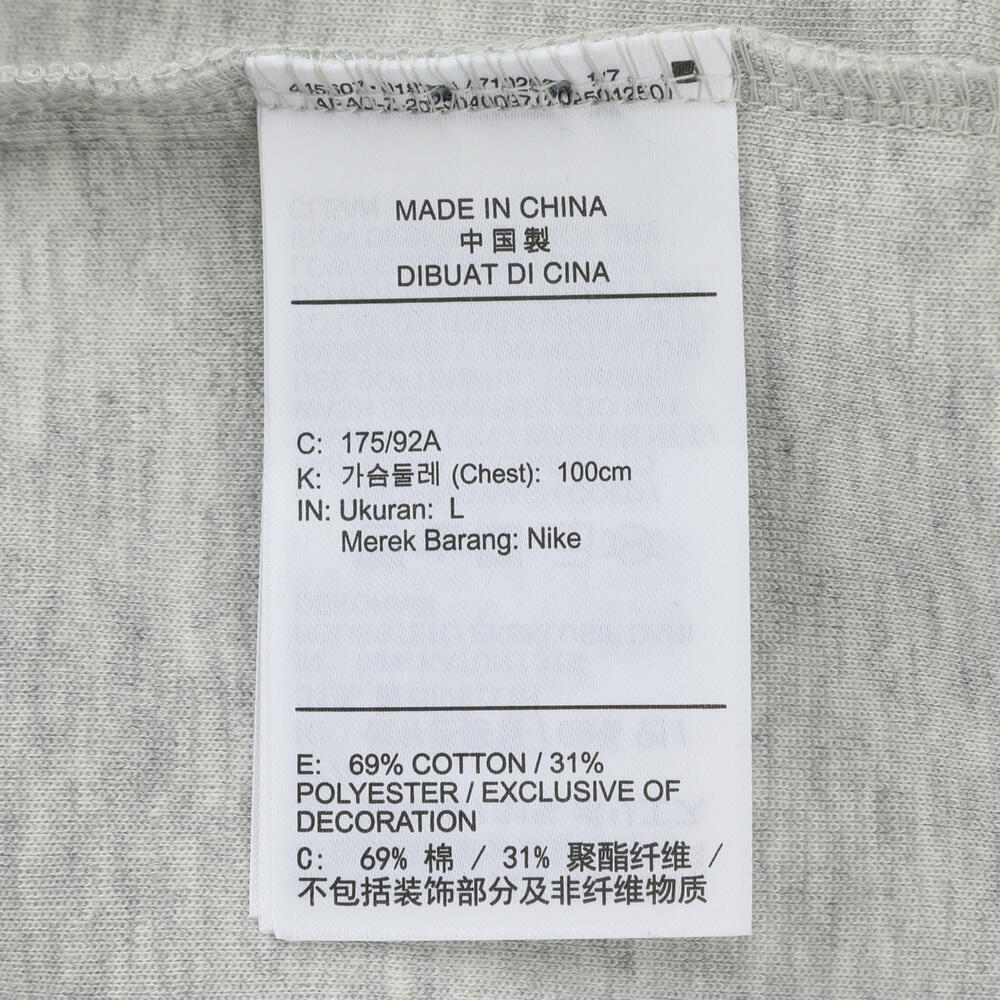 MADE IN CHINA
中国製
DIBUAT DI CINA
C: 175/92A
K: 가슴둘레 (Chest): 100cm
IN: Ukuran: L
Merek Barang: Nike
E: 69% COTTON / 31%
POLYESTER / EXCLUSIVE OF
DECORATION
C: 69% 棉 / 31% 聚酯纤维 /
不包括装饰部分及非纤维物质